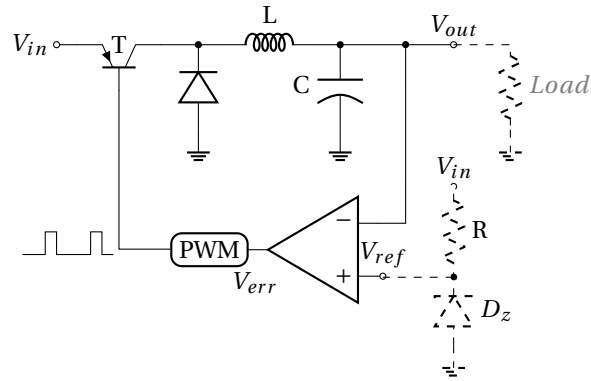 L
V_out
V_in
T
C
Load
V_in
R
−
V_ref
PWM
+
V_err
D_z